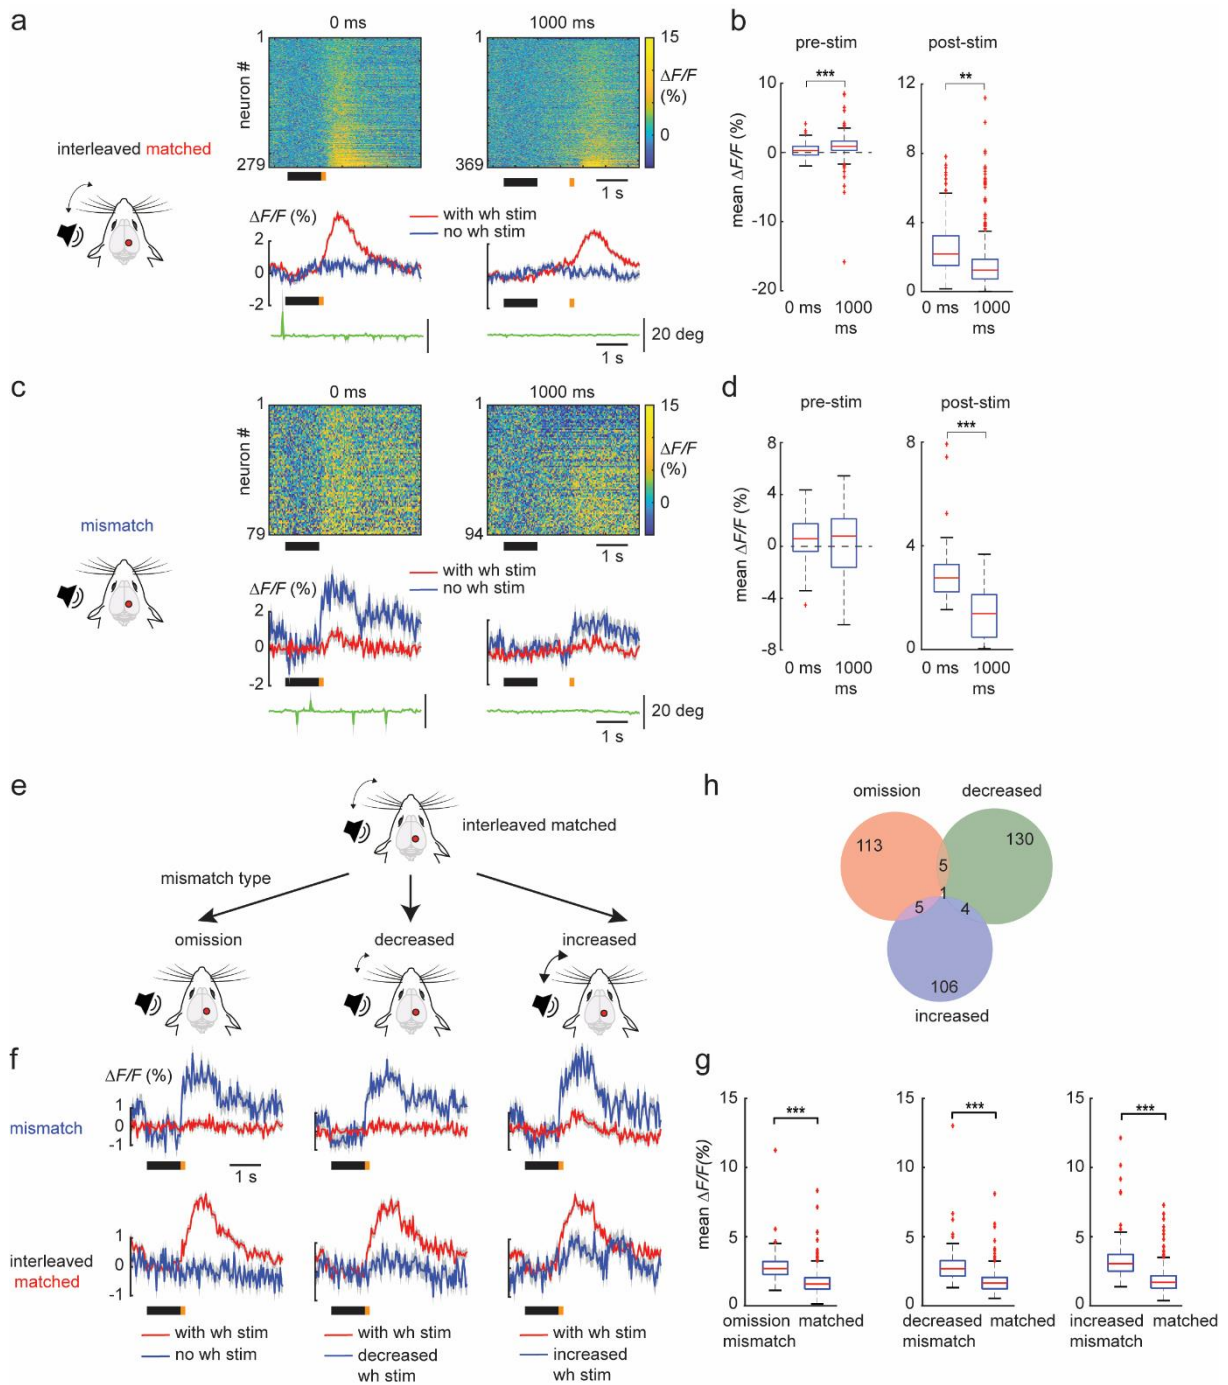 a
0 ms
1000 ms
1
1
15
neuron #
ΔF/F
(%)
0
279
369
1 s
interleaved matched
ΔF/F (%)
with wh stim
no wh stim
2
0
-2
20 deg
1 s
b
pre-stim
post-stim
***
**
mean ΔF/F (%)
10
0
-10
-20
12
8
4
0
0 ms
1000
ms
0 ms
1000
ms
c
0 ms
1000 ms
1
1
15
neuron #
ΔF/F
(%)
0
79
94
1 s
mismatch
ΔF/F (%)
with wh stim
no wh stim
2
0
-2
20 deg
1 s
d
pre-stim
post-stim
***
mean ΔF/F (%)
8
4
0
-4
-8
8
4
0
0 ms
1000
ms
0 ms
1000
ms
e
interleaved matched
mismatch type
omission
decreased
increased
f
ΔF/F (%)
mismatch
1
0
-1
1 s
interleaved
matched
1
0
-1
with wh stim
no wh stim
with wh stim
decreased
wh stim
with wh stim
increased
wh stim
h
omission
decreased
113
130
5
1
5
4
106
increased
g
***
***
***
mean ΔF/F(%)
15
10
5
0
15
10
5
0
15
10
5
0
omission
mismatch
matched
decreased
mismatch
matched
increased
mismatch
matched